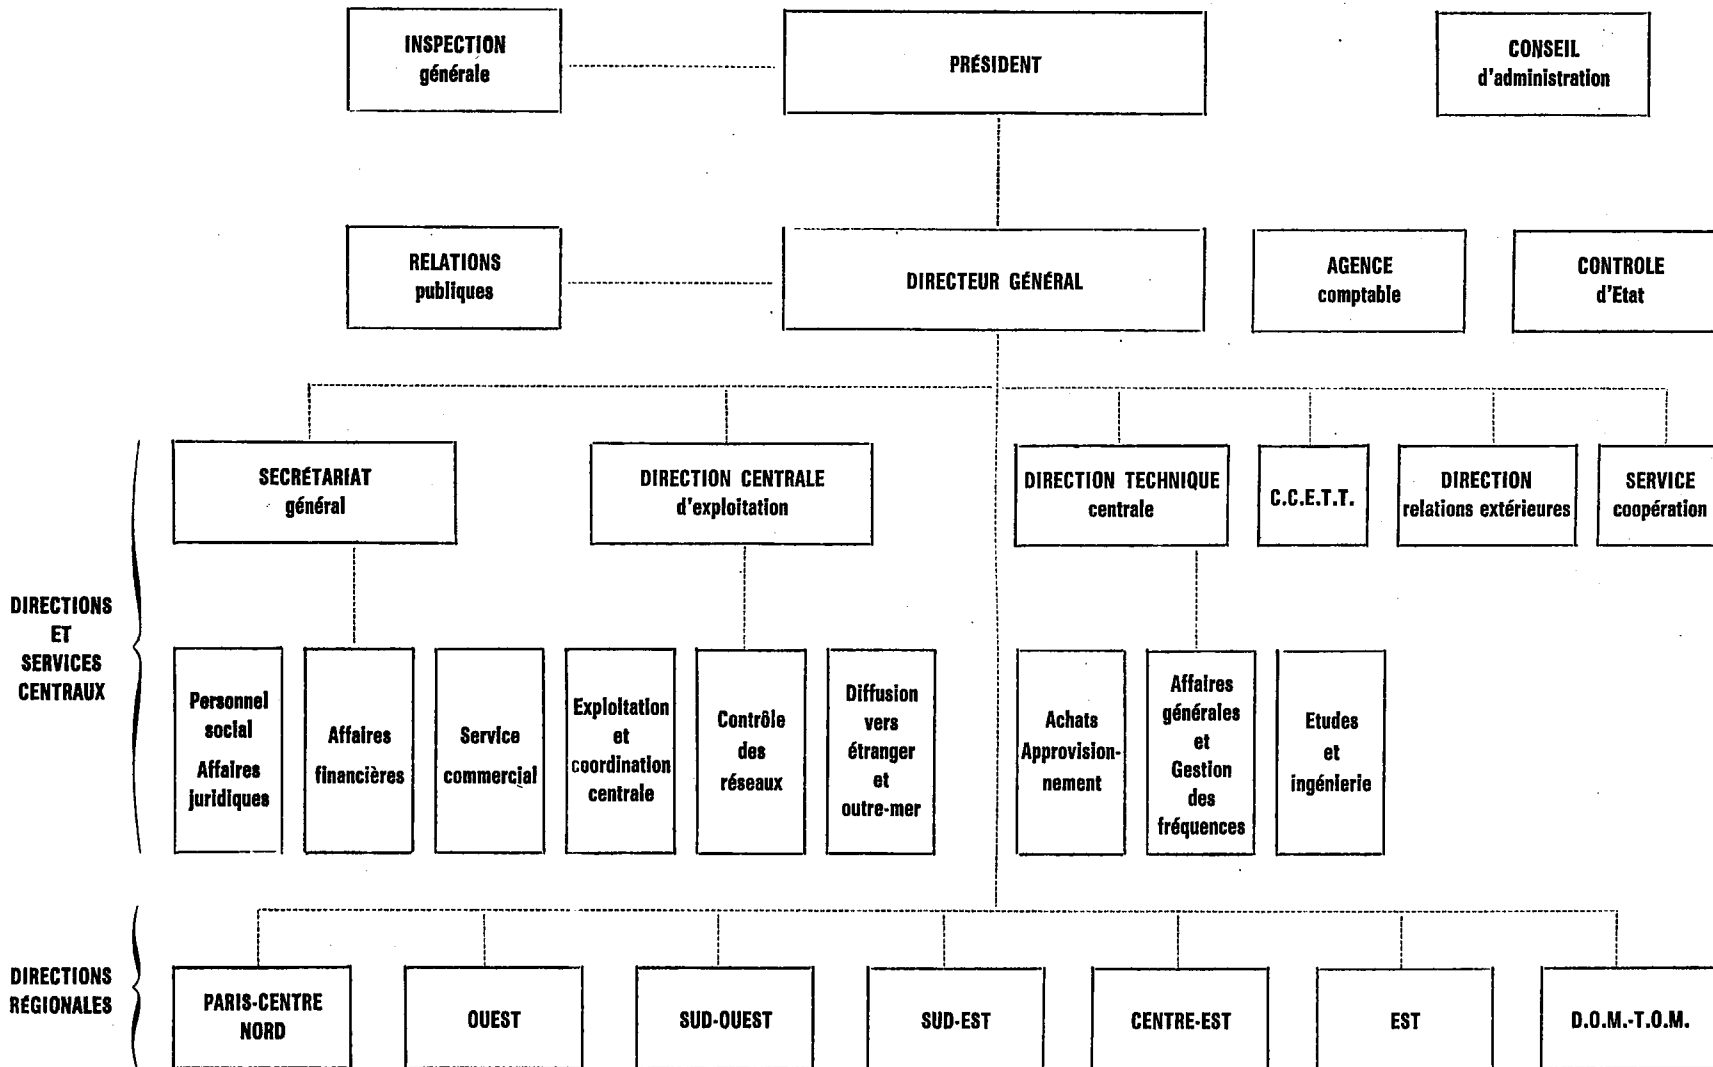 INSPECTION
générale
PRÉSIDENT
CONSEIL
d'administration
RELATIONS
publiques
DIRECTEUR GÉNÉRAL
AGENCE
comptable
CONTROLE
d'Etat
SECRÉTARIAT
général
DIRECTION CENTRALE
d'exploitation
DIRECTION TECHNIQUE
centrale
C.C.E.T.T.
DIRECTION
relations extérieures
SERVICE
coopération
DIRECTIONS
ET
SERVICES
CENTRAUX
Personnel
social
Affaires
juridiques
Affaires
financières
Service
commercial
Exploitation
et
coordination
centrale
Contrôle
des
réseaux
Diffusion
vers
étranger
et
outre-mer
Achats
Approvision-
nement
Affaires
générales
et
Gestion
des
fréquences
Etudes
et
ingénierie
DIRECTIONS
RÉGIONALES
PARIS-CENTRE
NORD
OUEST
SUD-OUEST
SUD-EST
CENTRE-EST
EST
D.O.M.-T.O.M.